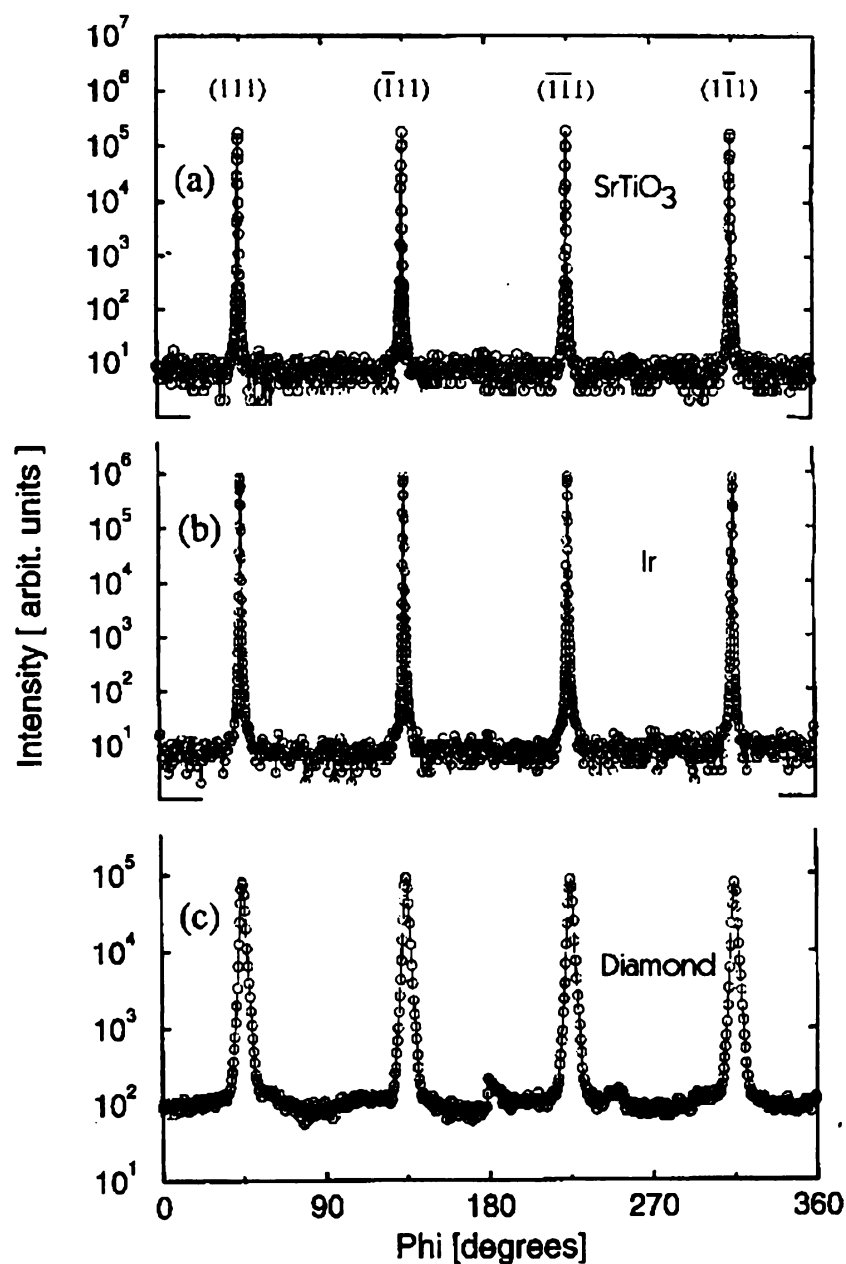 10⁷
10⁶
10⁵
10⁴
10³
10²
10¹
(111) (1̅11) (1̅1̅1) (11̅1)
(a)
SrTiO₃
10⁶
10⁵
10⁴
10³
10²
10¹
(b)
Ir
Intensity [ arbit. units ]
10⁵
10⁴
10³
10²
10¹
(c)
Diamond
0 90 180 270 360
Phi [degrees]